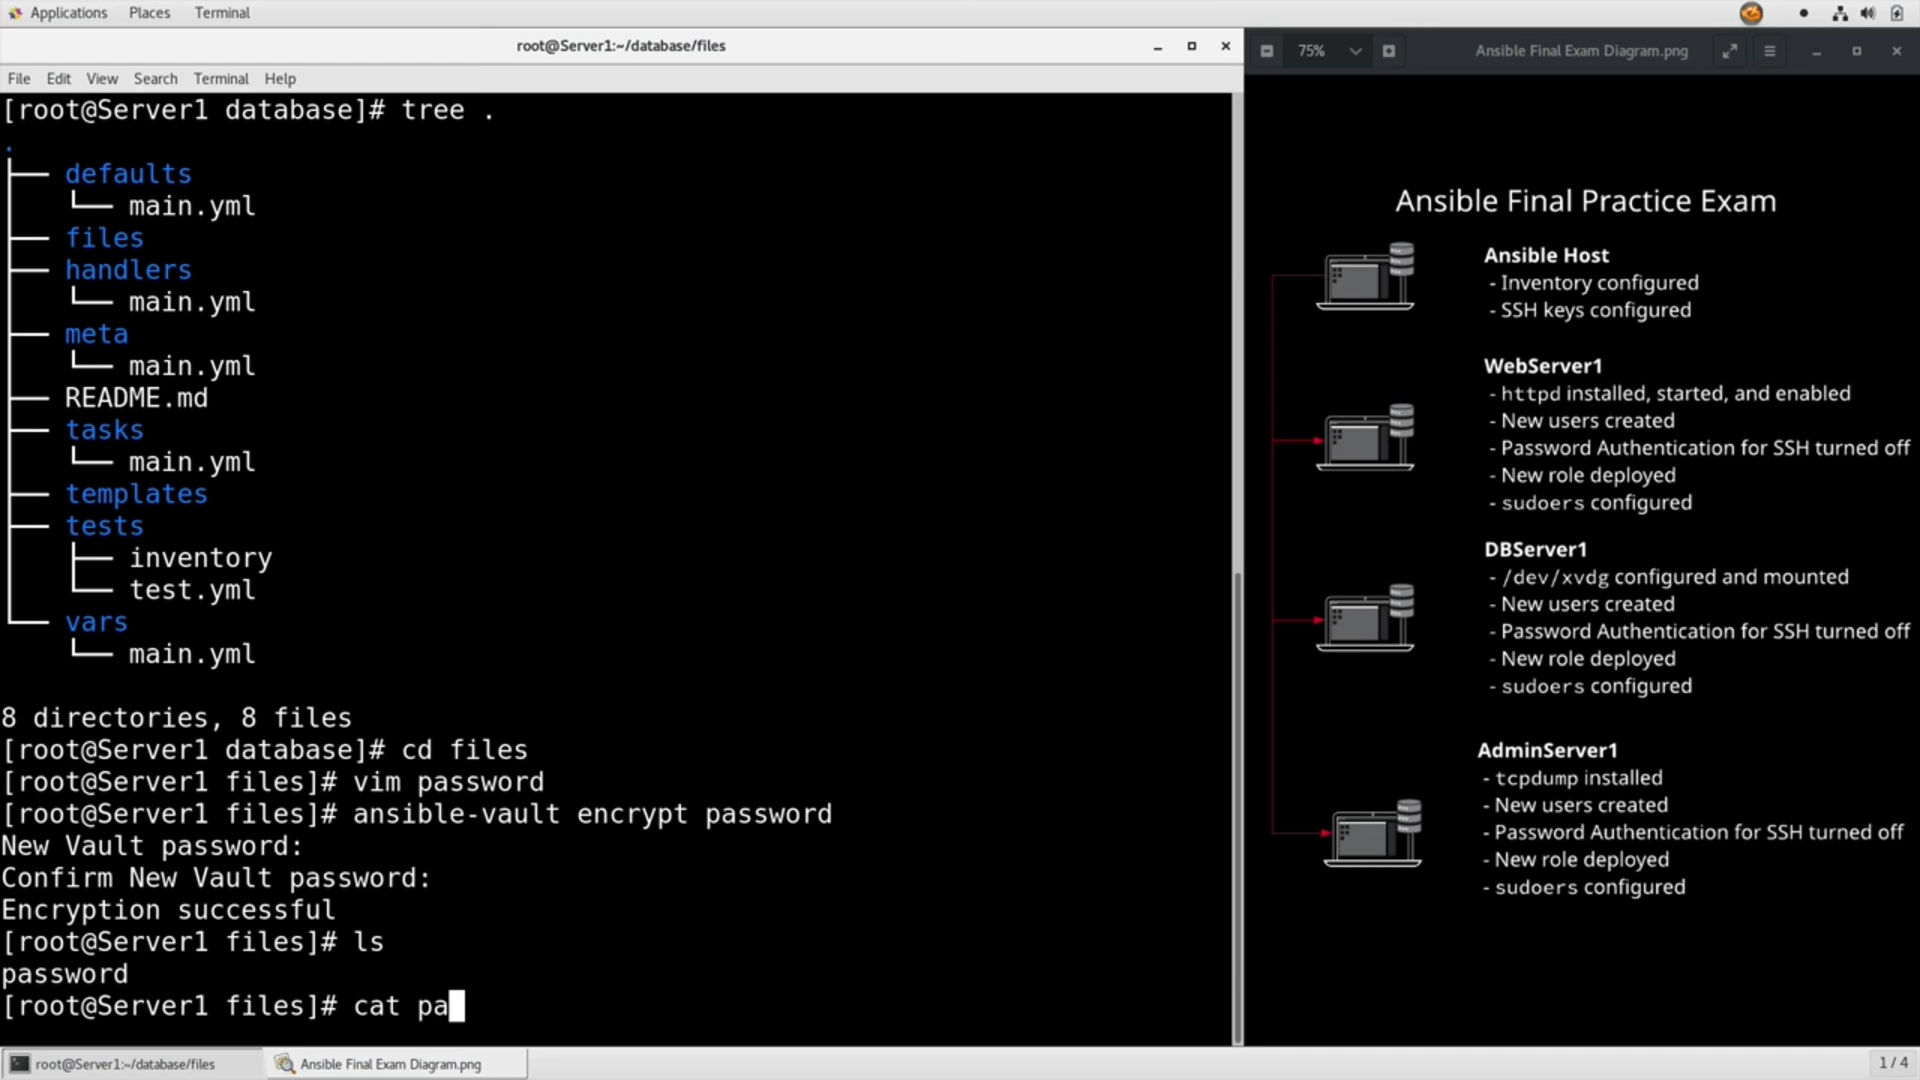 Applications Places Terminal
root@Server1:~/database/files
File Edit View Search Terminal Help
[root@Server1 database]# tree .
.
├── defaults
│   └── main.yml
├── files
├── handlers
│   └── main.yml
├── meta
│   └── main.yml
├── README.md
├── tasks
│   └── main.yml
├── templates
├── tests
│   ├── inventory
│   └── test.yml
└── vars
    └── main.yml
8 directories, 8 files
[root@Server1 database]# cd files
[root@Server1 files]# vim password
[root@Server1 files]# ansible-vault encrypt password
New Vault password:
Confirm New Vault password:
Encryption successful
[root@Server1 files]# ls
password
[root@Server1 files]# cat pa
75% Ansible Final Exam Diagram.png
Ansible Final Practice Exam
Ansible Host
- Inventory configured
- SSH keys configured
WebServer1
- httpd installed, started, and enabled
- New users created
- Password Authentication for SSH turned off
- New role deployed
- sudoers configured
DBServer1
- /dev/xvdg configured and mounted
- New users created
- Password Authentication for SSH turned off
- New role deployed
- sudoers configured
AdminServer1
- tcpdump installed
- New users created
- Password Authentication for SSH turned off
- New role deployed
- sudoers configured
root@Server1:~/database/files Ansible Final Exam Diagram.png 1 / 4